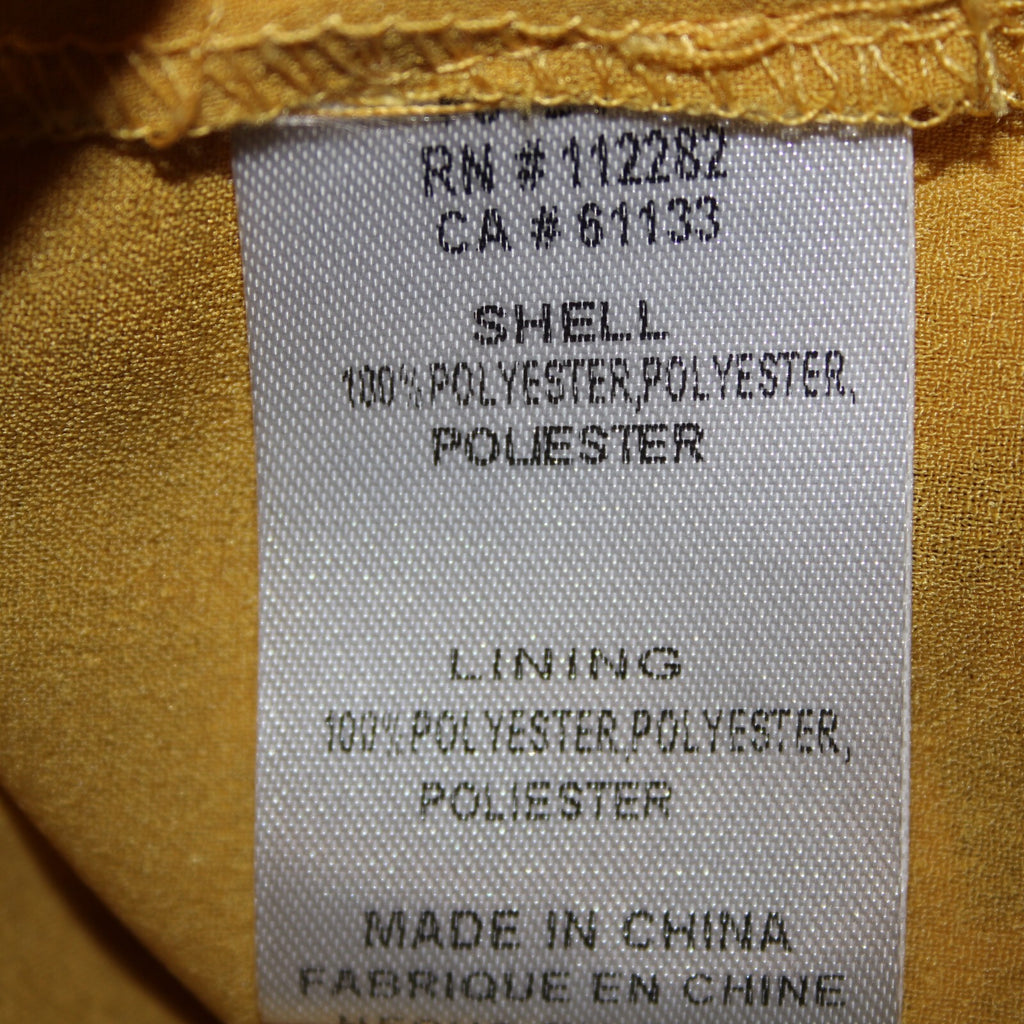 RN # 112282
CA # 61133
SHELL
100% POLYESTER,POLYESTER,
POLIESTER
LINING
100% POLYESTER,POLYESTER,
POLIESTER
MADE IN CHINA
FABRIQUE EN CHINE